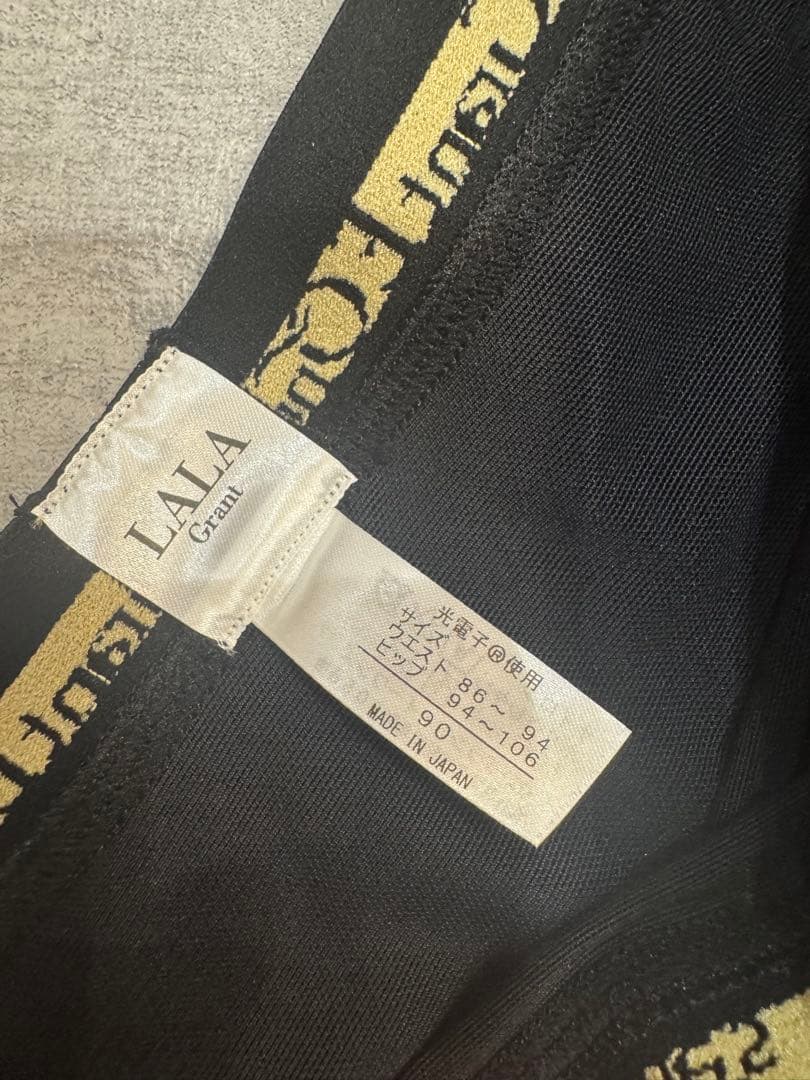 LALA
Grant
光電子®使用
サイズ
ウエスト 86～ 94
ヒップ 94～106
90
MADE IN JAPAN